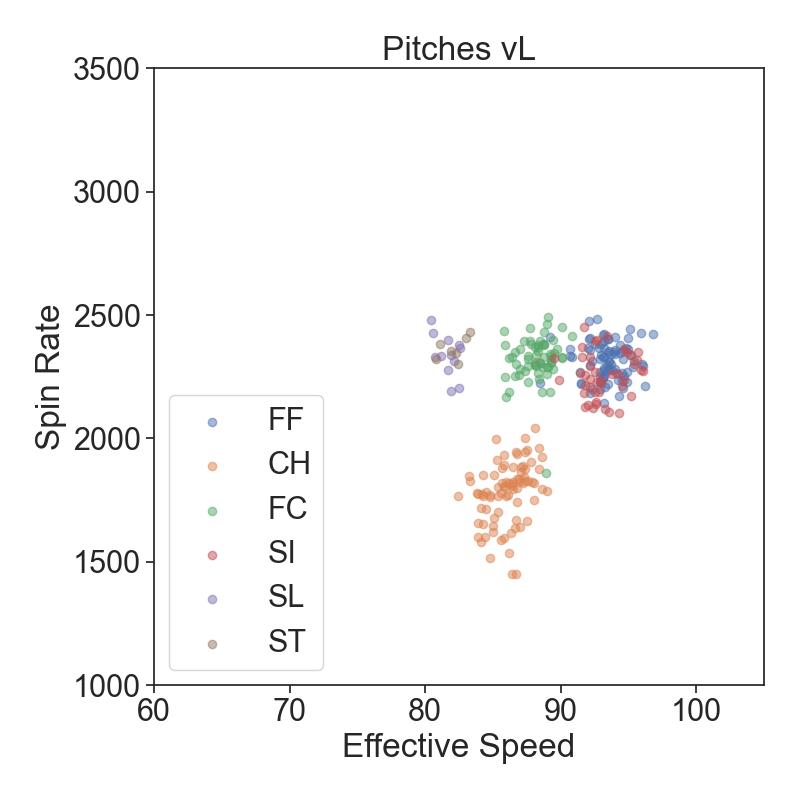 Pitches vL
3500
3000
2500
2000
1500
1000
Spin Rate
FF
CH
FC
SI
SL
ST
60 70 80 90 100
Effective Speed